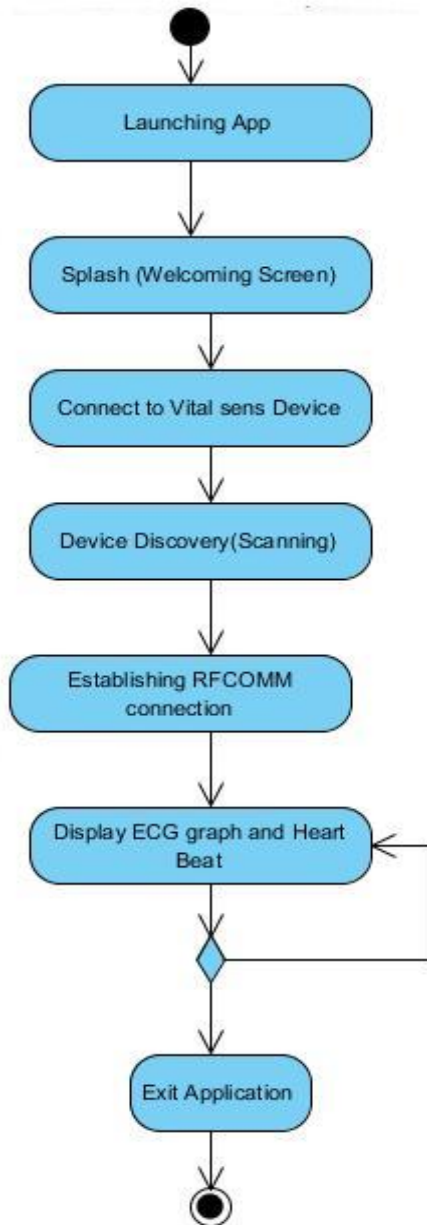 Launching App
Splash (Welcoming Screen)
Connect to Vital sens Device
Device Discovery(Scanning)
Establishing RFCOMM
connection
Display ECG graph and Heart
Beat
Exit Application